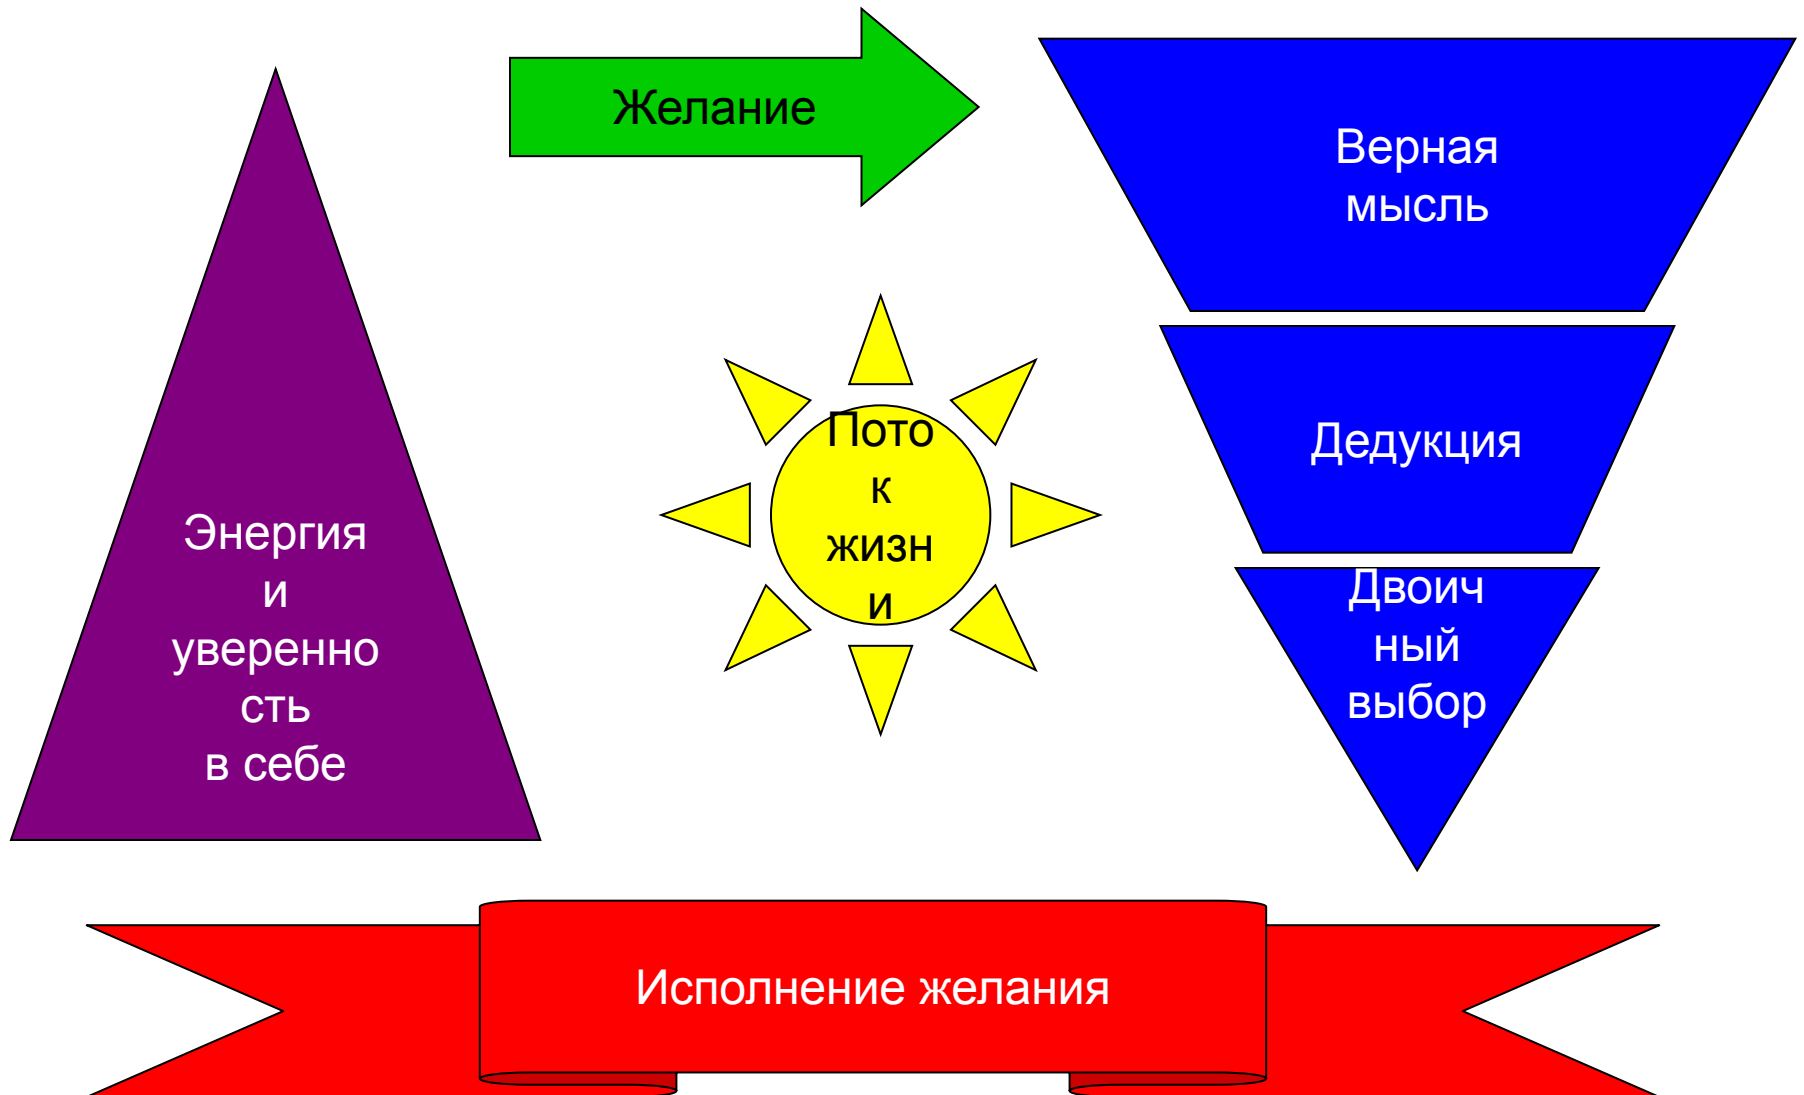 Желание
Верная
мысль
Энергия
и
уверенно
сть
в себе
Пото
к
жизн
и
Дедукция
Двоич
ный
выбор
Исполнение желания